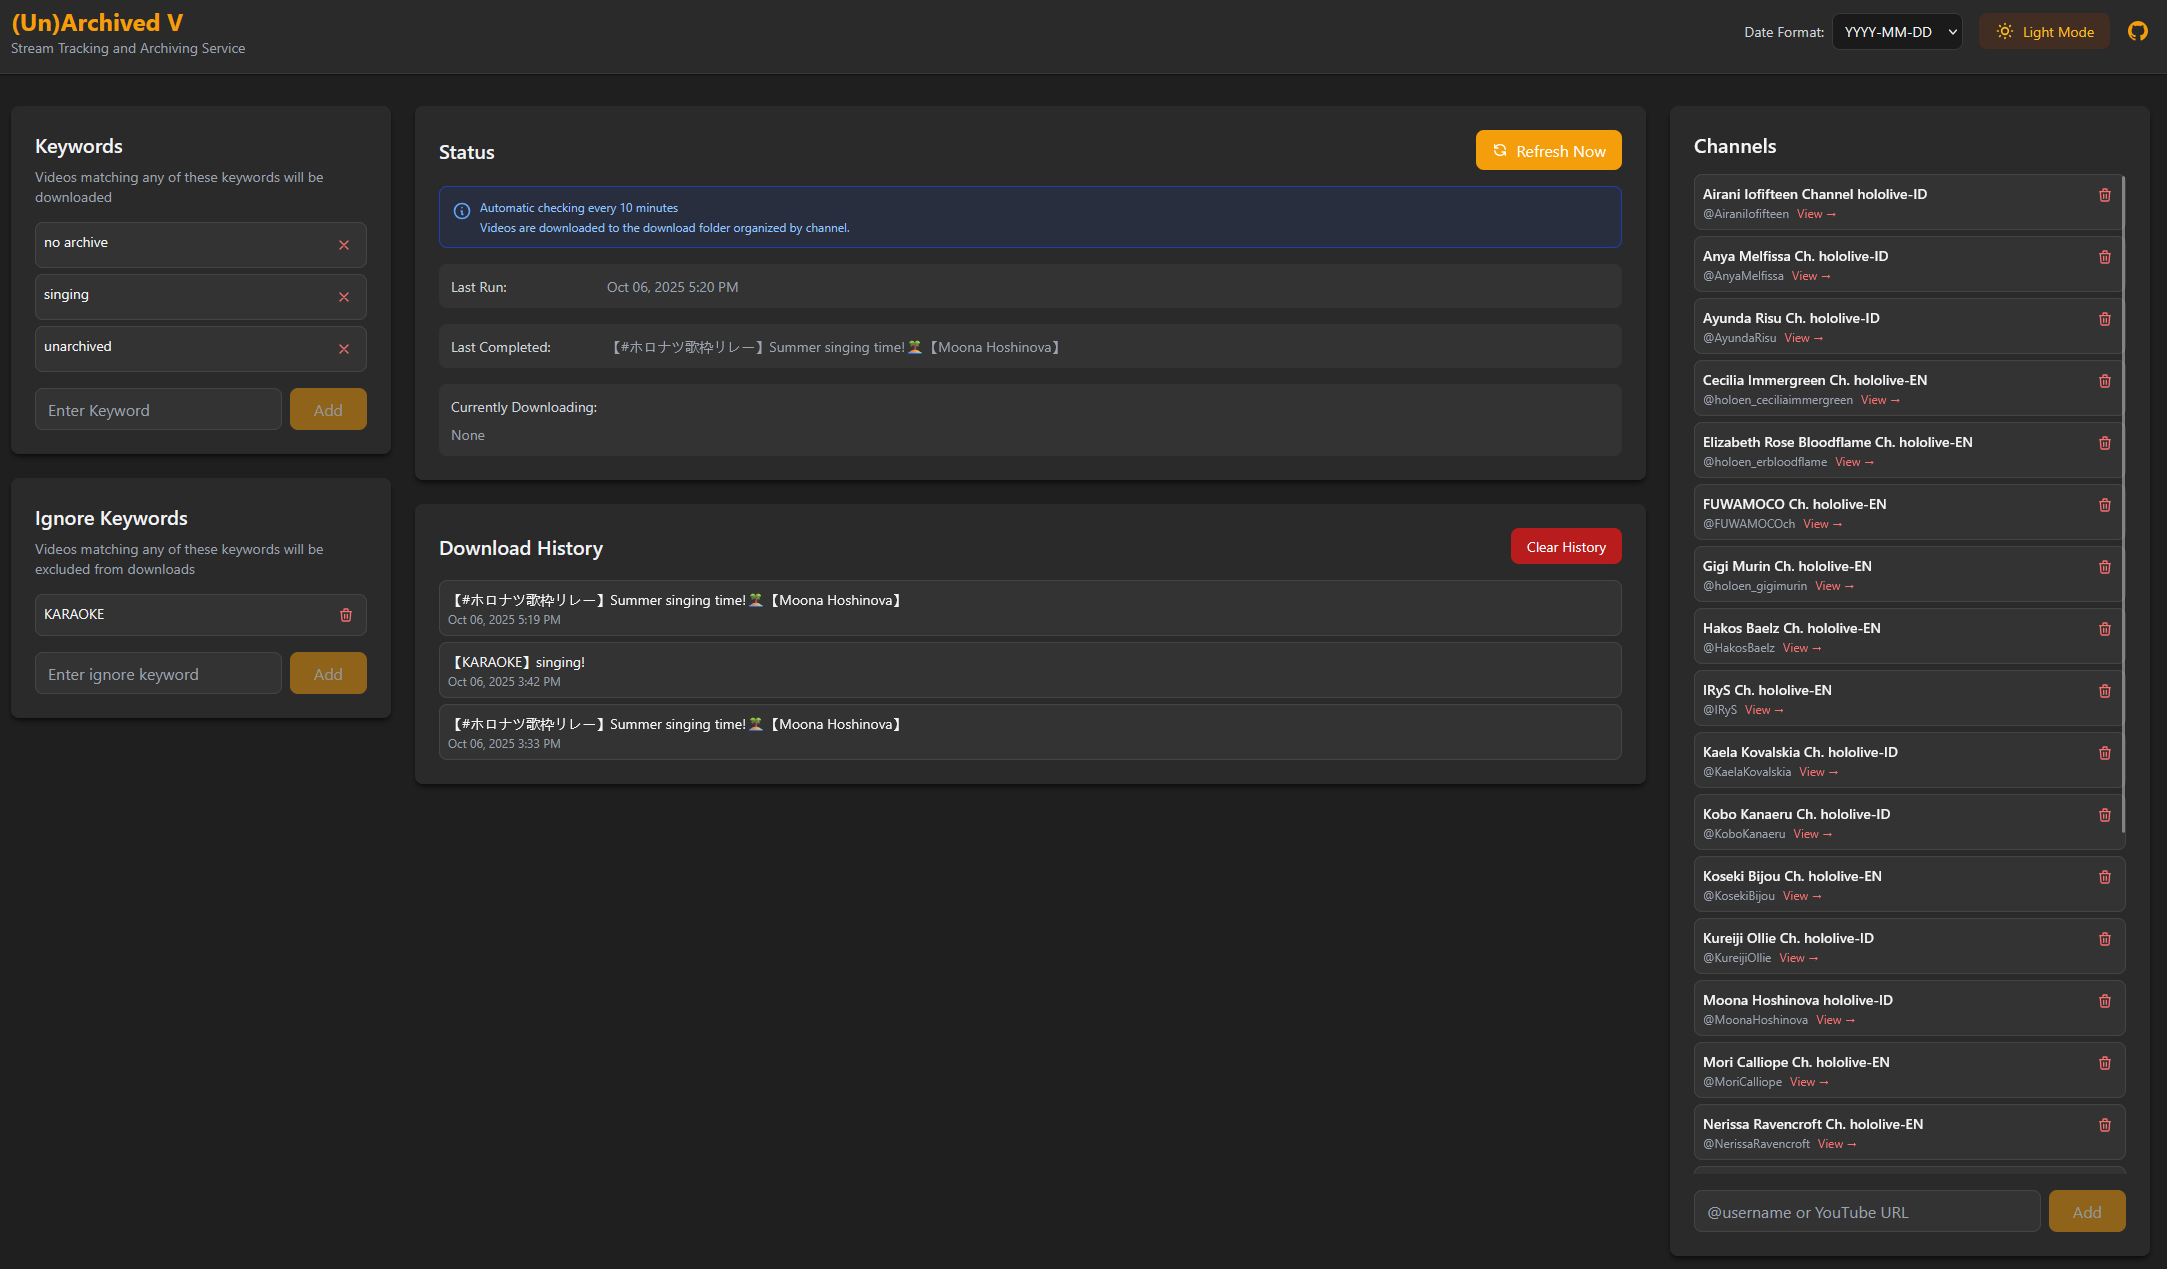 (Un)Archived V
Stream Tracking and Archiving Service
Date Format:
YYYY-MM-DD
Light Mode
Keywords
Videos matching any of these keywords will be
downloaded
no archive
singing
unarchived
Enter Keyword
Add
Ignore Keywords
Videos matching any of these keywords will be
excluded from downloads
KARAOKE
Enter ignore keyword
Add
Status
Refresh Now
Automatic checking every 10 minutes
Videos are downloaded to the download folder organized by channel.
Last Run: Oct 06, 2025 5:20 PM
Last Completed: 【#ホロナツ歌枠リレー】Summer singing time!🏝️【Moona Hoshinova】
Currently Downloading:
None
Download History
Clear History
【#ホロナツ歌枠リレー】Summer singing time!🏝️【Moona Hoshinova】
Oct 06, 2025 5:19 PM
【KARAOKE】singing!
Oct 06, 2025 3:42 PM
【#ホロナツ歌枠リレー】Summer singing time!🏝️【Moona Hoshinova】
Oct 06, 2025 3:33 PM
Channels
Airani Iofifteen Channel hololive-ID
@AiraniIofifteen View →
Anya Melfissa Ch. hololive-ID
@AnyaMelfissa View →
Ayunda Risu Ch. hololive-ID
@AyundaRisu View →
Cecilia Immergreen Ch. hololive-EN
@holoen_ceciliaimmergreen View →
Elizabeth Rose Bloodflame Ch. hololive-EN
@holoen_erbloodflame View →
FUWAMOCO Ch. hololive-EN
@FUWAMOCOch View →
Gigi Murin Ch. hololive-EN
@holoen_gigimurin View →
Hakos Baelz Ch. hololive-EN
@HakosBaelz View →
IRyS Ch. hololive-EN
@IRyS View →
Kaela Kovalskia Ch. hololive-ID
@KaelaKovalskia View →
Kobo Kanaeru Ch. hololive-ID
@KoboKanaeru View →
Koseki Bijou Ch. hololive-EN
@KosekiBijou View →
Kureiji Ollie Ch. hololive-ID
@KureijiOllie View →
Moona Hoshinova hololive-ID
@MoonaHoshinova View →
Mori Calliope Ch. hololive-EN
@MoriCalliope View →
Nerissa Ravencroft Ch. hololive-EN
@NerissaRavencroft View →
@username or YouTube URL
Add